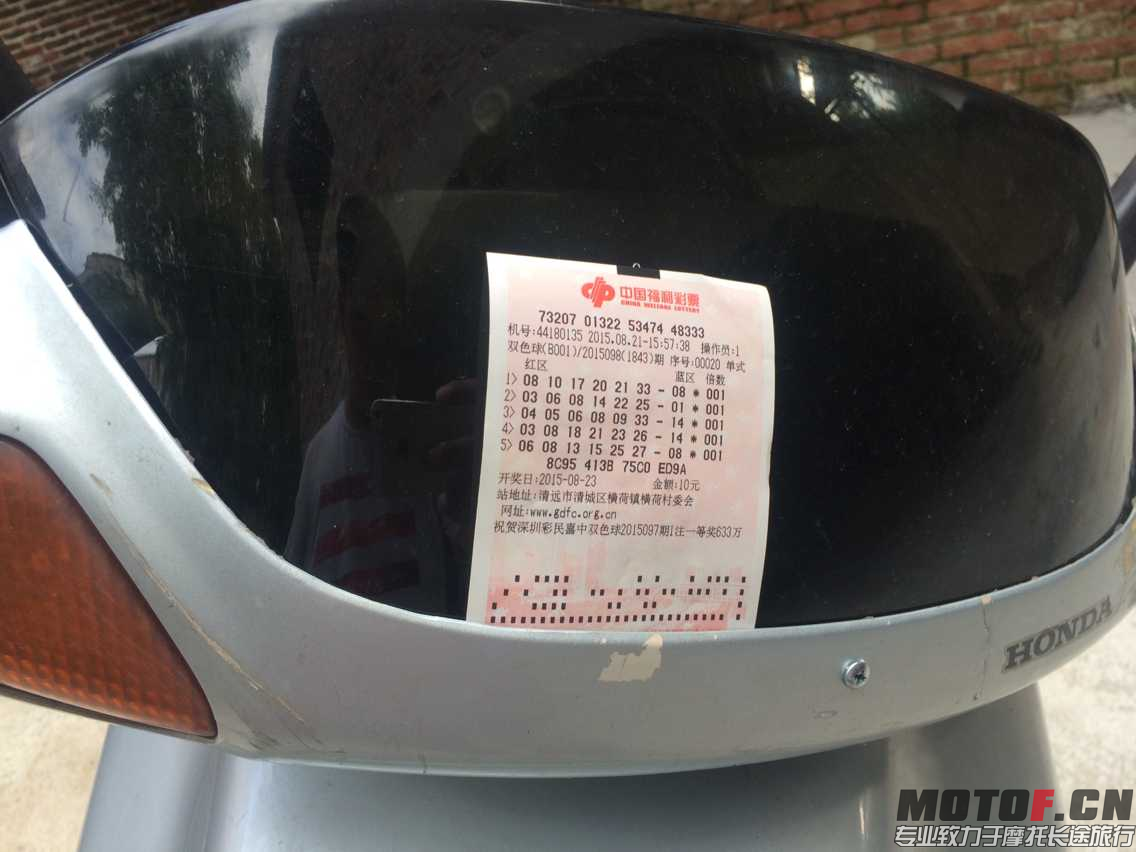 中国福利彩票
CHINA WELFARE LOTTERY
73207 01322 53474 48333
机号:44180135 2015.08.21-15:57:38 操作员:1
双色球(B001)/2015098(1843)期 序号:00020 单式
红区 蓝区 倍数
1> 08 10 17 20 21 33 - 08 * 001
2> 03 06 08 14 22 25 - 01 * 001
3> 04 05 06 08 09 33 - 14 * 001
4> 03 08 18 21 23 26 - 14 * 001
5> 06 08 13 15 25 27 - 08 * 001
8C95 413B 75C0 ED9A
开奖日:2015-08-23 金额:10元
站地址:清远市清城区横荷镇横荷村委会
网址:www.gdfc.org.cn
祝贺深圳彩民喜中双色球2015097期1注一等奖633万
HONDA
MOTOF.CN
专业致力于摩托长途旅行